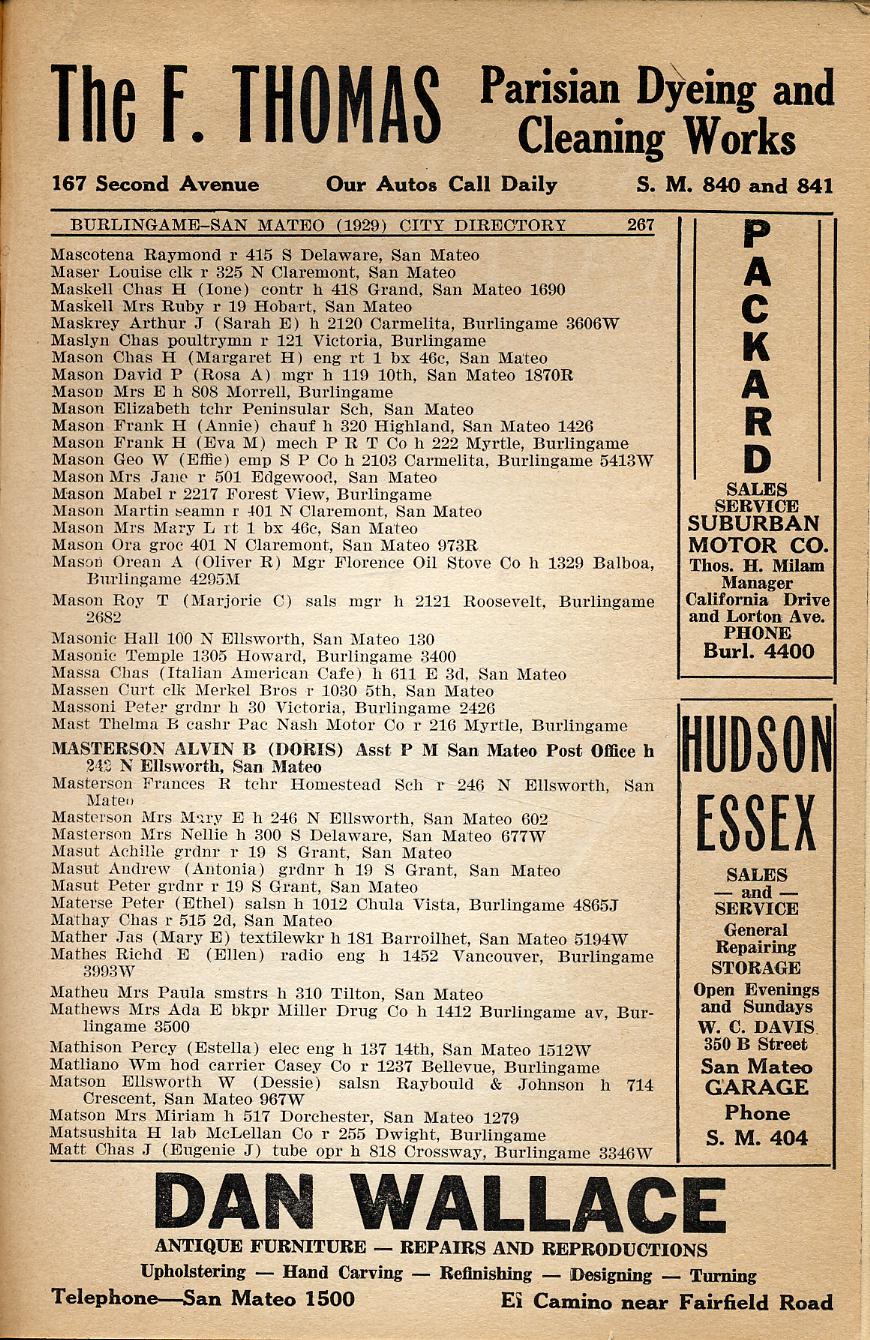 The F. THOMAS
Parisian Dyeing and
Cleaning Works
167 Second Avenue Our Autos Call Daily S. M. 840 and 841
BURLINGAME–SAN MATEO (1929) CITY DIRECTORY 267
Mascotena Raymond r 415 S Delaware, San Mateo
Maser Louise clk r 325 N Claremont, San Mateo
Maskell Chas H (Ione) contr h 418 Grand, San Mateo 1690
Maskell Mrs Ruby r 19 Hobart, San Mateo
Maskrey Arthur J (Sarah E) h 2120 Carmelita, Burlingame 3606W
Maslyn Chas poultrymn r 121 Victoria, Burlingame
Mason Chas H (Margaret H) eng rt 1 bx 46c, San Mateo
Mason David P (Rosa A) mgr h 119 10th, San Mateo 1870R
Mason Mrs E h 808 Morrell, Burlingame
Mason Elizabeth tchr Peninsular Sch, San Mateo
Mason Frank H (Annie) chauf h 320 Highland, San Mateo 1426
Mason Frank H (Eva M) mech P R T Co h 222 Myrtle, Burlingame
Mason Geo W (Effie) emp S P Co h 2103 Carmelita, Burlingame 5413W
Mason Mrs Jane r 501 Edgewood, San Mateo
Mason Mabel r 2217 Forest View, Burlingame
Mason Martin seamn r 401 N Claremont, San Mateo
Mason Mrs Mary L rt 1 bx 46c, San Mateo
Mason Ora groc 401 N Claremont, San Mateo 973R
Mason Orean A (Oliver R) Mgr Florence Oil Stove Co h 1329 Balboa,
Burlingame 4295M
Mason Roy T (Marjorie C) sals mgr h 2121 Roosevelt, Burlingame
2682
Masonic Hall 100 N Ellsworth, San Mateo 130
Masonic Temple 1305 Howard, Burlingame 3400
Massa Chas (Italian American Cafe) h 611 E 3d, San Mateo
Massen Curt clk Merkel Bros r 1030 5th, San Mateo
Massoni Peter grdnr h 30 Victoria, Burlingame 2426
Mast Thelma B cashr Pac Nash Motor Co r 216 Myrtle, Burlingame
MASTERSON ALVIN B (DORIS) Asst P M San Mateo Post Office h
N Ellsworth, San Mateo
Masterson Frances R tchr Homestead Sch r 246 N Ellsworth, San
Mateo
Masterson Mrs Mary E h 246 N Ellsworth, San Mateo 602
Masterson Mrs Nellie h 300 S Delaware, San Mateo 677W
Masut Achille grdnr r 19 S Grant, San Mateo
Masut Andrew (Antonia) grdnr h 19 S Grant, San Mateo
Masut Peter grdnr r 19 S Grant, San Mateo
Materse Peter (Ethel) salsn h 1012 Chula Vista, Burlingame 4865J
Mathay Chas r 515 2d, San Mateo
Mather Jas (Mary E) textilewkr h 181 Barroilhet, San Mateo 5194W
Mathes Richd E (Ellen) radio eng h 1452 Vancouver, Burlingame
3993W
Matheu Mrs Paula smstrs h 310 Tilton, San Mateo
Mathews Mrs Ada E bkpr Miller Drug Co h 1412 Burlingame av, Bur-
lingame 3500
Mathison Percy (Estella) elec eng h 137 14th, San Mateo 1512W
Matliano Wm hod carrier Casey Co r 1237 Bellevue, Burlingame
Matson Ellsworth W (Dessie) salsn Raybould & Johnson h 714
Crescent, San Mateo 967W
Matson Mrs Miriam h 517 Dorchester, San Mateo 1279
Matsushita H lab McLellan Co r 255 Dwight, Burlingame
Matt Chas J (Eugenie J) tube opr h 818 Crossway, Burlingame 3346W
PACKARD
SALES
SERVICE
SUBURBAN
MOTOR CO.
Thos. H. Milam
Manager
California Drive
and Lorton Ave.
PHONE
Burl. 4400
HUDSON
ESSEX
SALES
— and —
SERVICE
General
Repairing
STORAGE
Open Evenings
and Sundays
W. C. DAVIS
350 B Street
San Mateo
GARAGE
Phone
S. M. 404
DAN WALLACE
ANTIQUE FURNITURE — REPAIRS AND REPRODUCTIONS
Upholstering — Hand Carving — Refinishing — Designing — Turning
Telephone—San Mateo 1500 El Camino near Fairfield Road